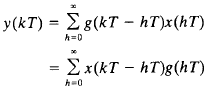 y(kT) = ∑_{h=0}^{∞} g(kT − hT)x(hT)
= ∑_{h=0}^{∞} x(kT − hT)g(hT)